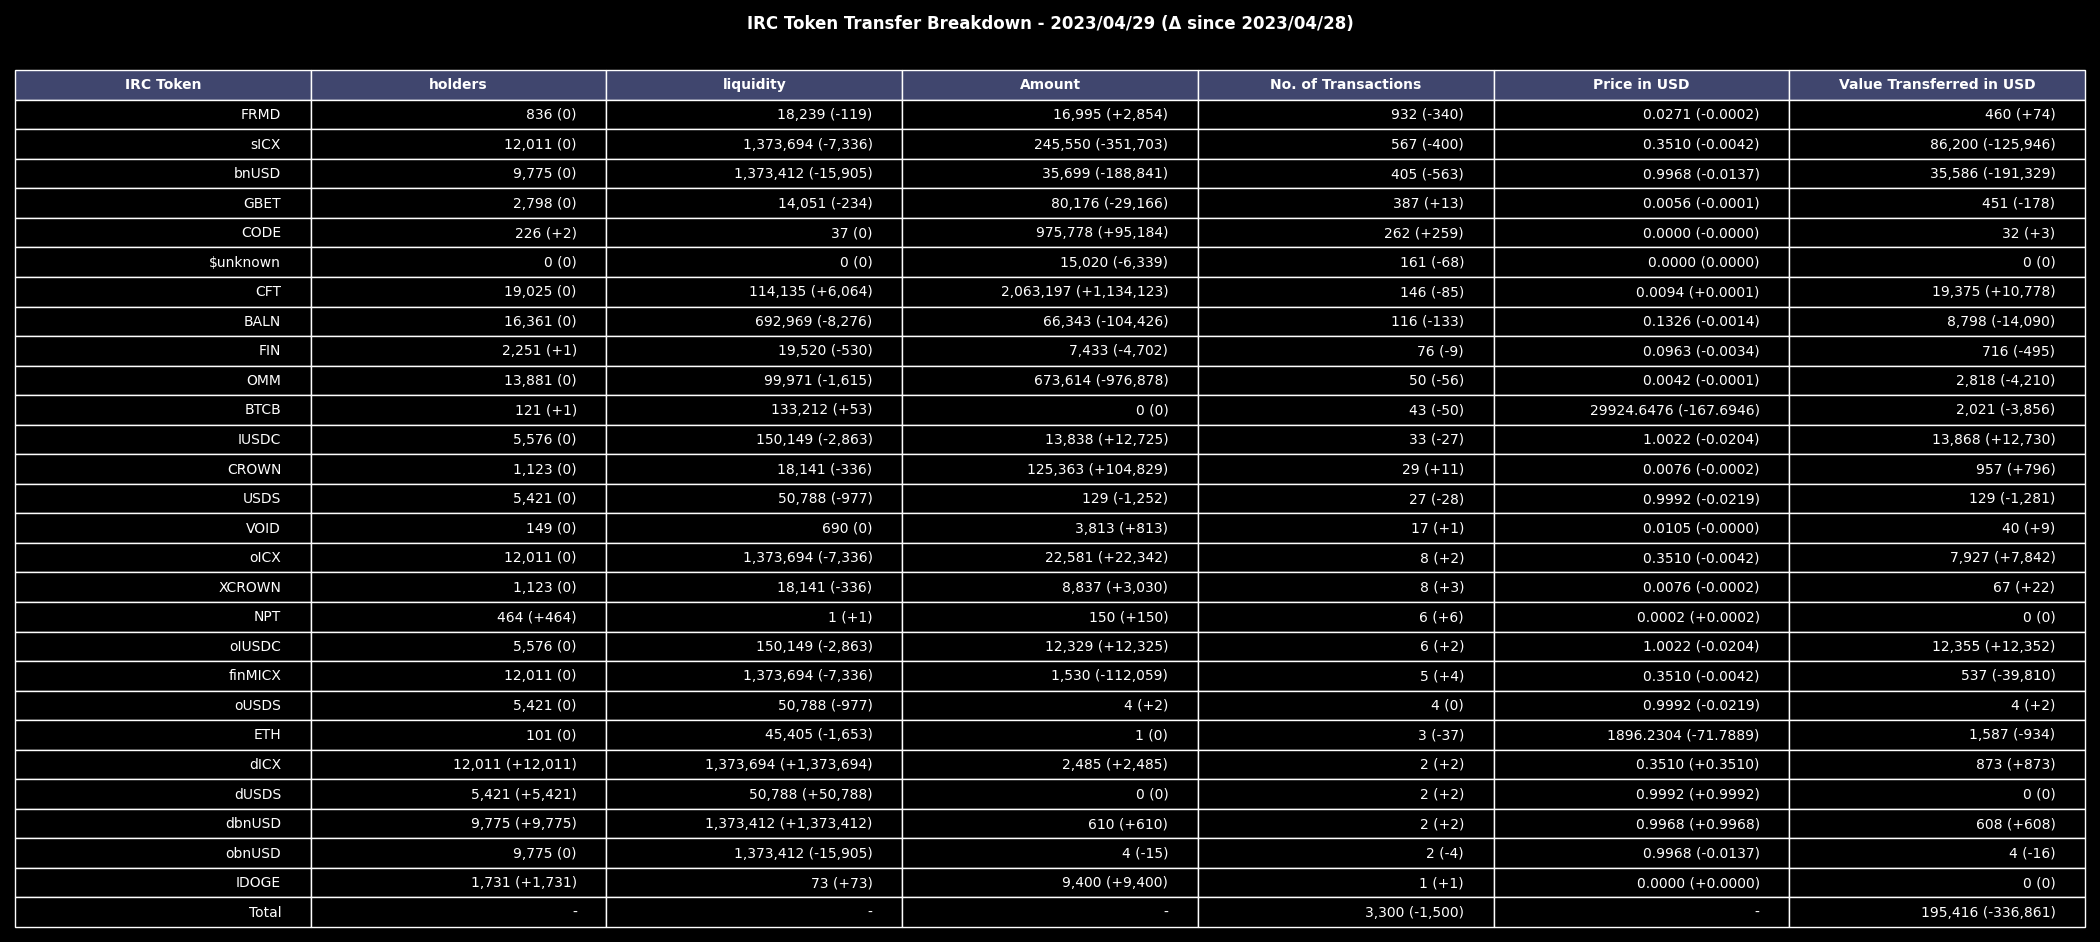 IRC Token Transfer Breakdown - 2023/04/29 (Δ since 2023/04/28)
IRC Token holders liquidity Amount No. of Transactions Price in USD Value Transferred in USD
FRMD 836 (0) 18,239 (-119) 16,995 (+2,854) 932 (-340) 0.0271 (-0.0002) 460 (+74)
sICX 12,011 (0) 1,373,694 (-7,336) 245,550 (-351,703) 567 (-400) 0.3510 (-0.0042) 86,200 (-125,946)
bnUSD 9,775 (0) 1,373,412 (-15,905) 35,699 (-188,841) 405 (-563) 0.9968 (-0.0137) 35,586 (-191,329)
GBET 2,798 (0) 14,051 (-234) 80,176 (-29,166) 387 (+13) 0.0056 (-0.0001) 451 (-178)
CODE 226 (+2) 37 (0) 975,778 (+95,184) 262 (+259) 0.0000 (-0.0000) 32 (+3)
$unknown 0 (0) 0 (0) 15,020 (-6,339) 161 (-68) 0.0000 (0.0000) 0 (0)
CFT 19,025 (0) 114,135 (+6,064) 2,063,197 (+1,134,123) 146 (-85) 0.0094 (+0.0001) 19,375 (+10,778)
BALN 16,361 (0) 692,969 (-8,276) 66,343 (-104,426) 116 (-133) 0.1326 (-0.0014) 8,798 (-14,090)
FIN 2,251 (+1) 19,520 (-530) 7,433 (-4,702) 76 (-9) 0.0963 (-0.0034) 716 (-495)
OMM 13,881 (0) 99,971 (-1,615) 673,614 (-976,878) 50 (-56) 0.0042 (-0.0001) 2,818 (-4,210)
BTCB 121 (+1) 133,212 (+53) 0 (0) 43 (-50) 29924.6476 (-167.6946) 2,021 (-3,856)
IUSDC 5,576 (0) 150,149 (-2,863) 13,838 (+12,725) 33 (-27) 1.0022 (-0.0204) 13,868 (+12,730)
CROWN 1,123 (0) 18,141 (-336) 125,363 (+104,829) 29 (+11) 0.0076 (-0.0002) 957 (+796)
USDS 5,421 (0) 50,788 (-977) 129 (-1,252) 27 (-28) 0.9992 (-0.0219) 129 (-1,281)
VOID 149 (0) 690 (0) 3,813 (+813) 17 (+1) 0.0105 (-0.0000) 40 (+9)
oICX 12,011 (0) 1,373,694 (-7,336) 22,581 (+22,342) 8 (+2) 0.3510 (-0.0042) 7,927 (+7,842)
XCROWN 1,123 (0) 18,141 (-336) 8,837 (+3,030) 8 (+3) 0.0076 (-0.0002) 67 (+22)
NPT 464 (+464) 1 (+1) 150 (+150) 6 (+6) 0.0002 (+0.0002) 0 (0)
oIUSDC 5,576 (0) 150,149 (-2,863) 12,329 (+12,325) 6 (+2) 1.0022 (-0.0204) 12,355 (+12,352)
finMICX 12,011 (0) 1,373,694 (-7,336) 1,530 (-112,059) 5 (+4) 0.3510 (-0.0042) 537 (-39,810)
oUSDS 5,421 (0) 50,788 (-977) 4 (+2) 4 (0) 0.9992 (-0.0219) 4 (+2)
ETH 101 (0) 45,405 (-1,653) 1 (0) 3 (-37) 1896.2304 (-71.7889) 1,587 (-934)
dICX 12,011 (+12,011) 1,373,694 (+1,373,694) 2,485 (+2,485) 2 (+2) 0.3510 (+0.3510) 873 (+873)
dUSDS 5,421 (+5,421) 50,788 (+50,788) 0 (0) 2 (+2) 0.9992 (+0.9992) 0 (0)
dbnUSD 9,775 (+9,775) 1,373,412 (+1,373,412) 610 (+610) 2 (+2) 0.9968 (+0.9968) 608 (+608)
obnUSD 9,775 (0) 1,373,412 (-15,905) 4 (-15) 2 (-4) 0.9968 (-0.0137) 4 (-16)
IDOGE 1,731 (+1,731) 73 (+73) 9,400 (+9,400) 1 (+1) 0.0000 (+0.0000) 0 (0)
Total - - - 3,300 (-1,500) - 195,416 (-336,861)